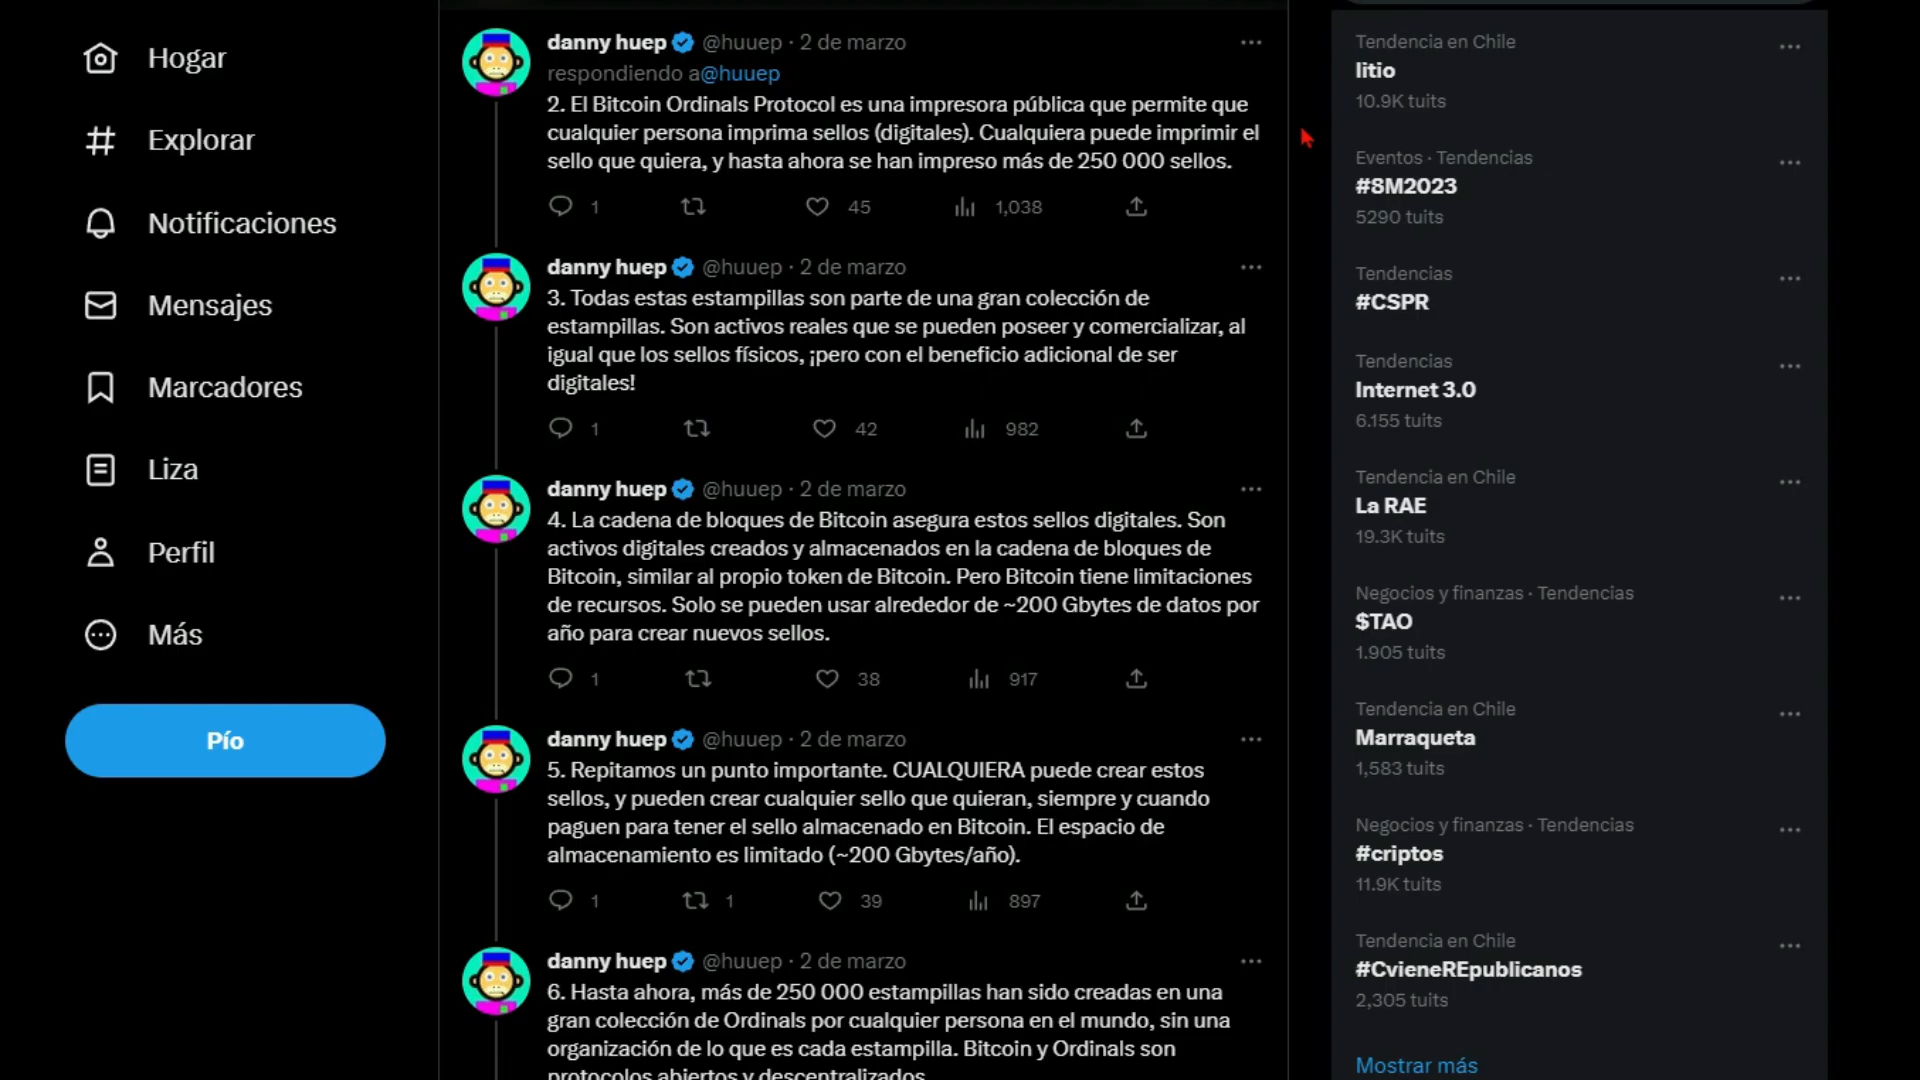 Hogar
Explorar
Notificaciones
Mensajes
Marcadores
Liza
Perfil
Más
Pío
danny huep @huuep · 2 de marzo
respondiendo a@huuep
2. El Bitcoin Ordinals Protocol es una impresora pública que permite que
cualquier persona imprima sellos (digitales). Cualquiera puede imprimir el
sello que quiera, y hasta ahora se han impreso más de 250 000 sellos.
1 45 1,038
danny huep @huuep · 2 de marzo
3. Todas estas estampillas son parte de una gran colección de
estampillas. Son activos reales que se pueden poseer y comercializar, al
igual que los sellos físicos, ¡pero con el beneficio adicional de ser
digitales!
1 42 982
danny huep @huuep · 2 de marzo
4. La cadena de bloques de Bitcoin asegura estos sellos digitales. Son
activos digitales creados y almacenados en la cadena de bloques de
Bitcoin, similar al propio token de Bitcoin. Pero Bitcoin tiene limitaciones
de recursos. Solo se pueden usar alrededor de ~200 Gbytes de datos por
año para crear nuevos sellos.
1 38 917
danny huep @huuep · 2 de marzo
5. Repitamos un punto importante. CUALQUIERA puede crear estos
sellos, y pueden crear cualquier sello que quieran, siempre y cuando
paguen para tener el sello almacenado en Bitcoin. El espacio de
almacenamiento es limitado (~200 Gbytes/año).
1 1 39 897
danny huep @huuep · 2 de marzo
6. Hasta ahora, más de 250 000 estampillas han sido creadas en una
gran colección de Ordinals por cualquier persona en el mundo, sin una
organización de lo que es cada estampilla. Bitcoin y Ordinals son
protocolos abiertos y descentralizados
Tendencia en Chile
litio
10.9K tuits
Eventos · Tendencias
#8M2023
5290 tuits
Tendencias
#CSPR
Tendencias
Internet 3.0
6.155 tuits
Tendencia en Chile
La RAE
19.3K tuits
Negocios y finanzas · Tendencias
$TAO
1.905 tuits
Tendencia en Chile
Marraqueta
1,583 tuits
Negocios y finanzas · Tendencias
#criptos
11.9K tuits
Tendencia en Chile
#CvieneREpublicanos
2,305 tuits
Mostrar más